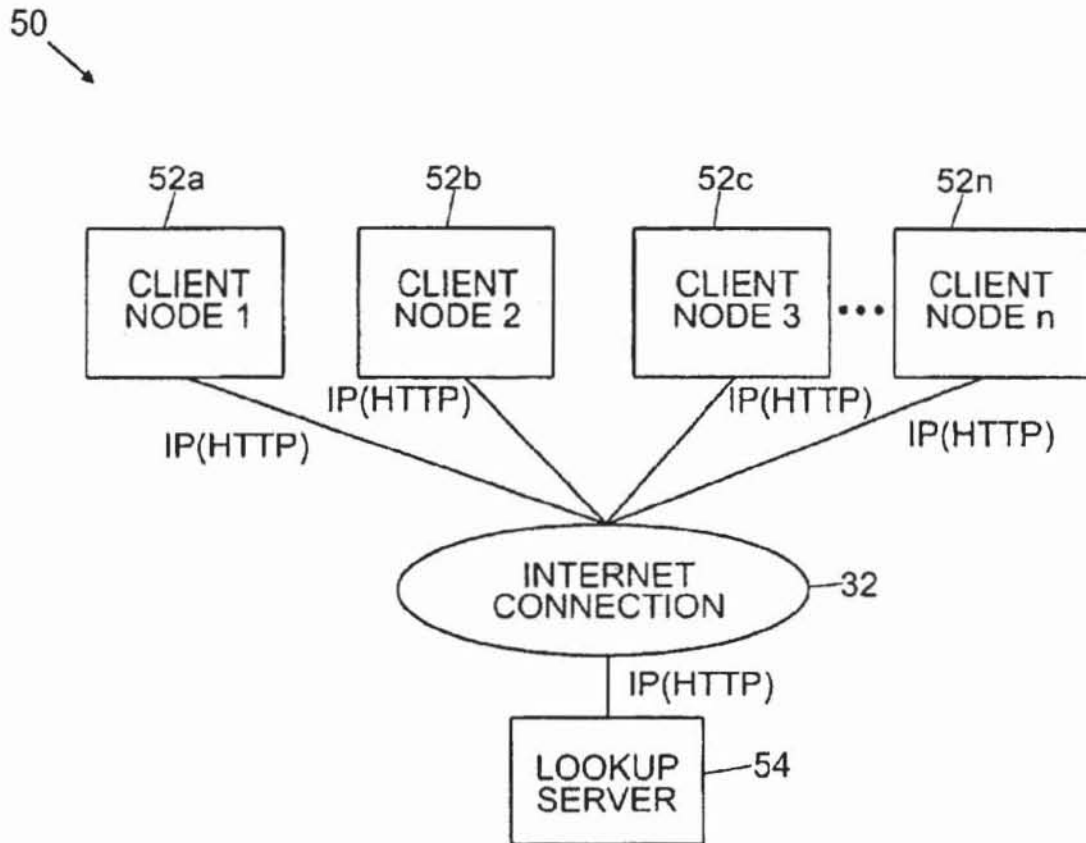 50
52a
52b
52c
52n
CLIENT
NODE 1
CLIENT
NODE 2
CLIENT
NODE 3
•••
CLIENT
NODE n
IP(HTTP)
IP(HTTP)
IP(HTTP)
IP(HTTP)
INTERNET
CONNECTION
32
IP(HTTP)
LOOKUP
SERVER
54